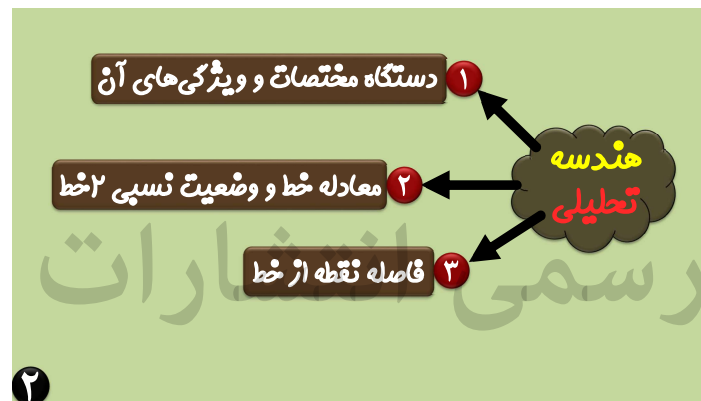 هندسه
تحلیلی
۱ دستگاه مختصات و ویژگی‌های آن
۲ معادله خط و وضعیت نسبی ۲خط
۳ فاصله نقطه از خط
رسمی انتشارات
۲